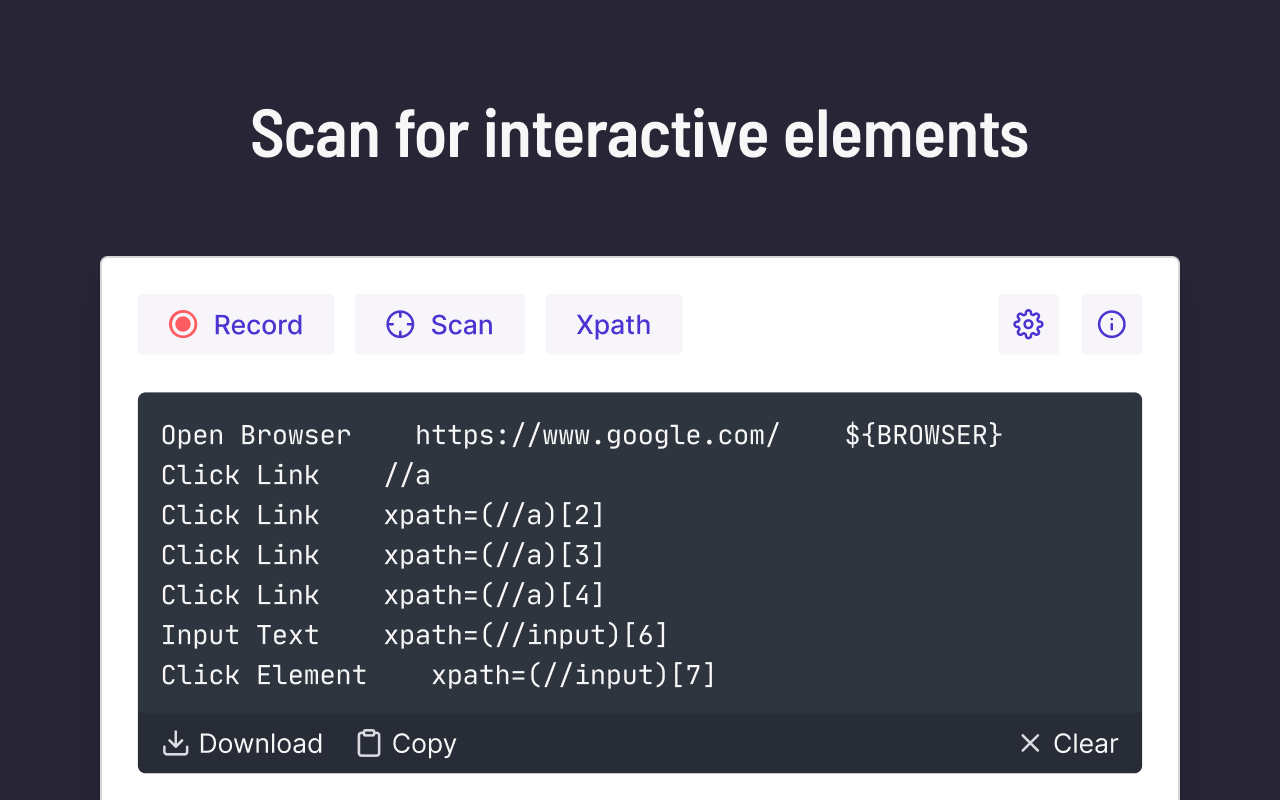 Scan for interactive elements
Record Scan Xpath
Open Browser    https://www.google.com/    ${BROWSER}
Click Link    //a
Click Link    xpath=(//a)[2]
Click Link    xpath=(//a)[3]
Click Link    xpath=(//a)[4]
Input Text    xpath=(//input)[6]
Click Element    xpath=(//input)[7]
Download Copy Clear